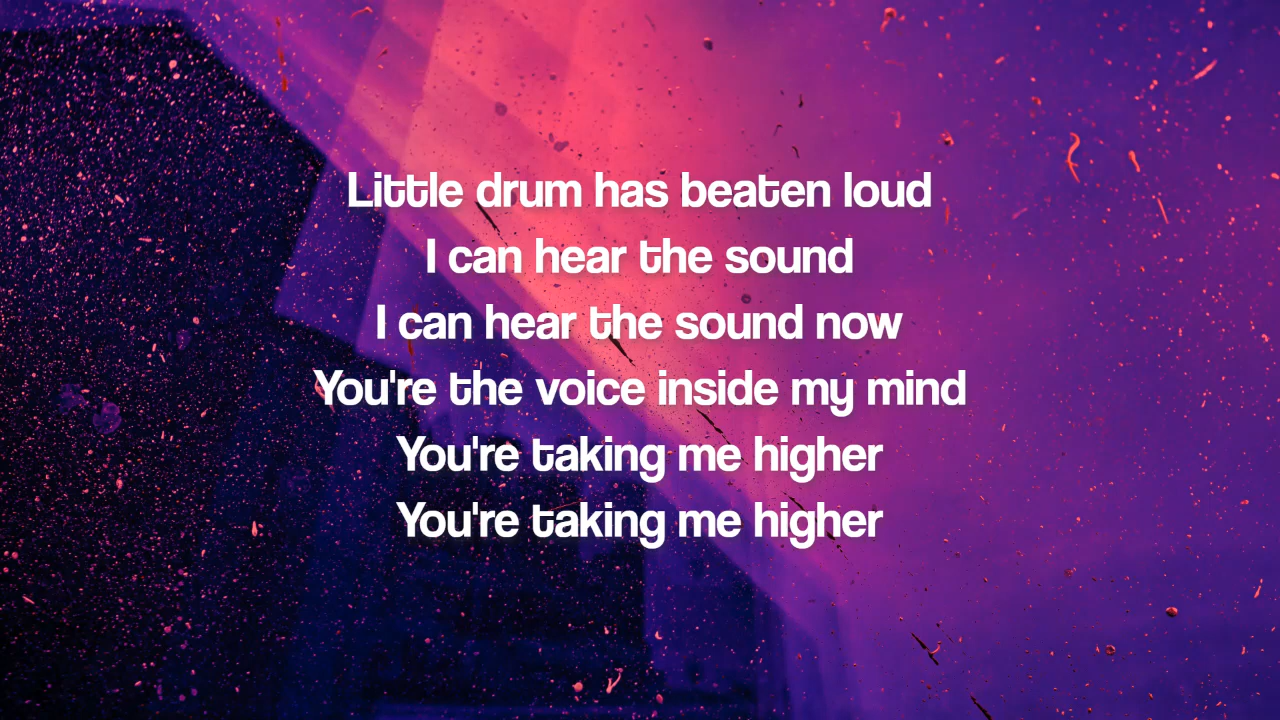 Little drum has beaten loud
I can hear the sound
I can hear the sound now
You're the voice inside my mind
You're taking me higher
You're taking me higher